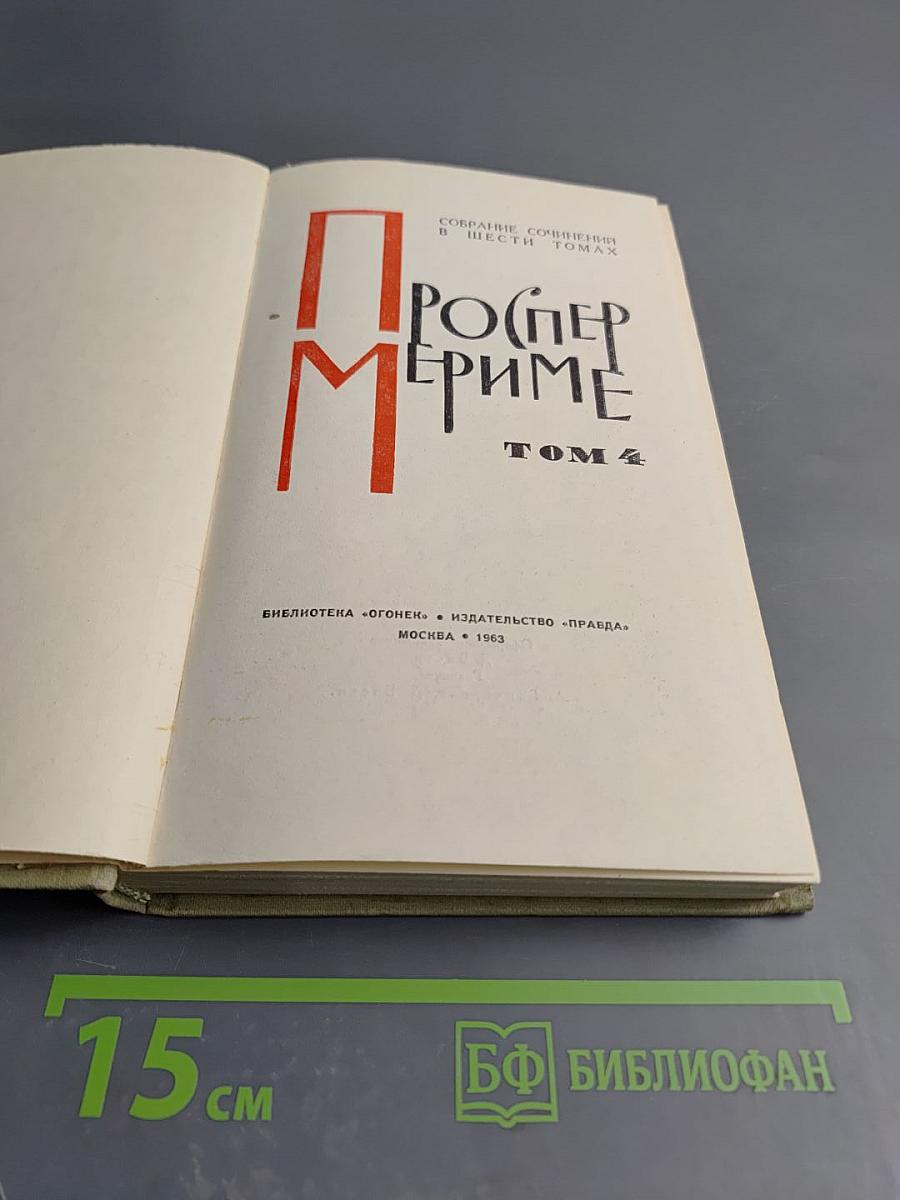 СОБРАНИЕ СОЧИНЕНИЙ
В ШЕСТИ ТОМАХ
ПРОСПЕР
МЕРИМЕ
ТОМ 4
БИБЛИОТЕКА «ОГОНЕК» • ИЗДАТЕЛЬСТВО «ПРАВДА»
МОСКВА • 1963
15 см
БФ БИБЛИОФАН